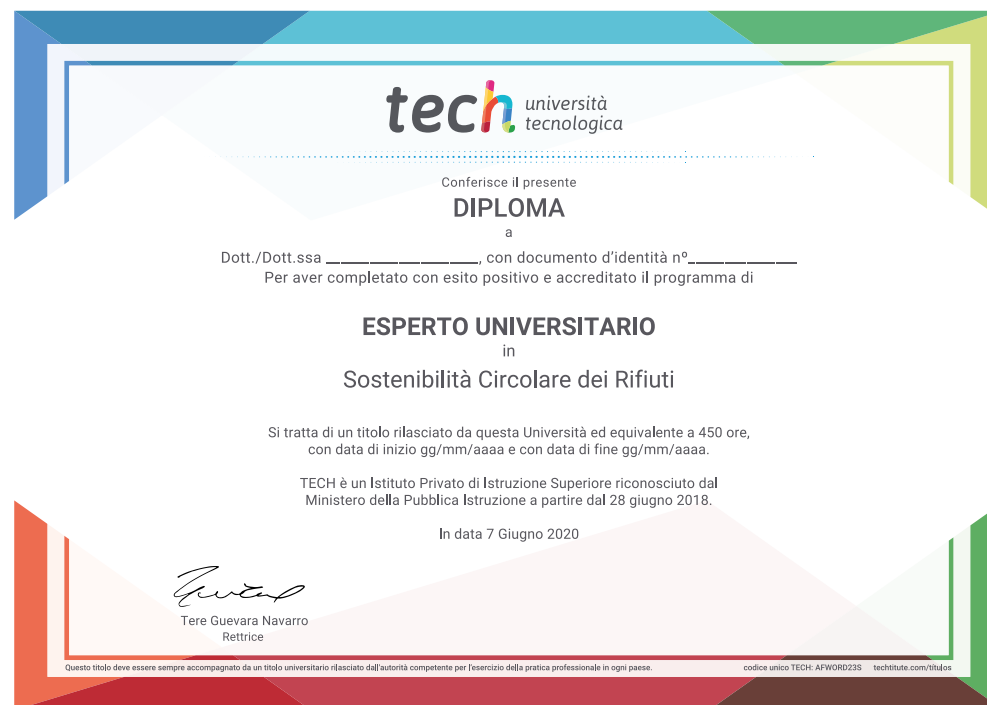 tech università
tecnologica
Conferisce il presente
DIPLOMA
a
Dott./Dott.ssa ____________________, con documento d'identità nº______________
Per aver completato con esito positivo e accreditato il programma di
ESPERTO UNIVERSITARIO
in
Sostenibilità Circolare dei Rifiuti
Si tratta di un titolo rilasciato da questa Università ed equivalente a 450 ore,
con data di inizio gg/mm/aaaa e con data di fine gg/mm/aaaa.
TECH è un Istituto Privato di Istruzione Superiore riconosciuto dal
Ministero della Pubblica Istruzione a partire dal 28 giugno 2018.
In data 7 Giugno 2020
Tere Guevara Navarro
Rettrice
Questo titolo deve essere sempre accompagnato da un titolo universitario rilasciato dall'autorità competente per l'esercizio della pratica professionale in ogni paese. codice unico TECH: AFWORD23S techtitute.com/títulos